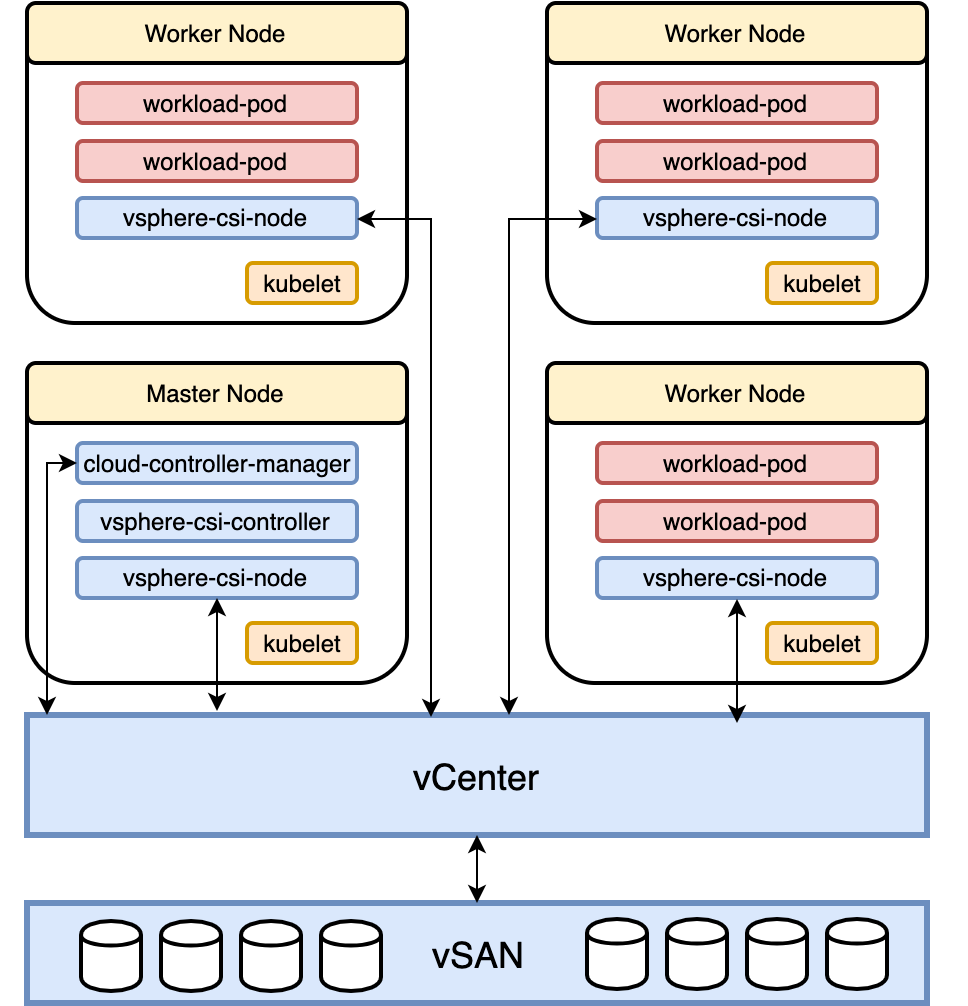 Worker Node
workload-pod
workload-pod
vsphere-csi-node
kubelet
Worker Node
workload-pod
workload-pod
vsphere-csi-node
kubelet
Master Node
cloud-controller-manager
vsphere-csi-controller
vsphere-csi-node
kubelet
Worker Node
workload-pod
workload-pod
vsphere-csi-node
kubelet
vCenter
vSAN